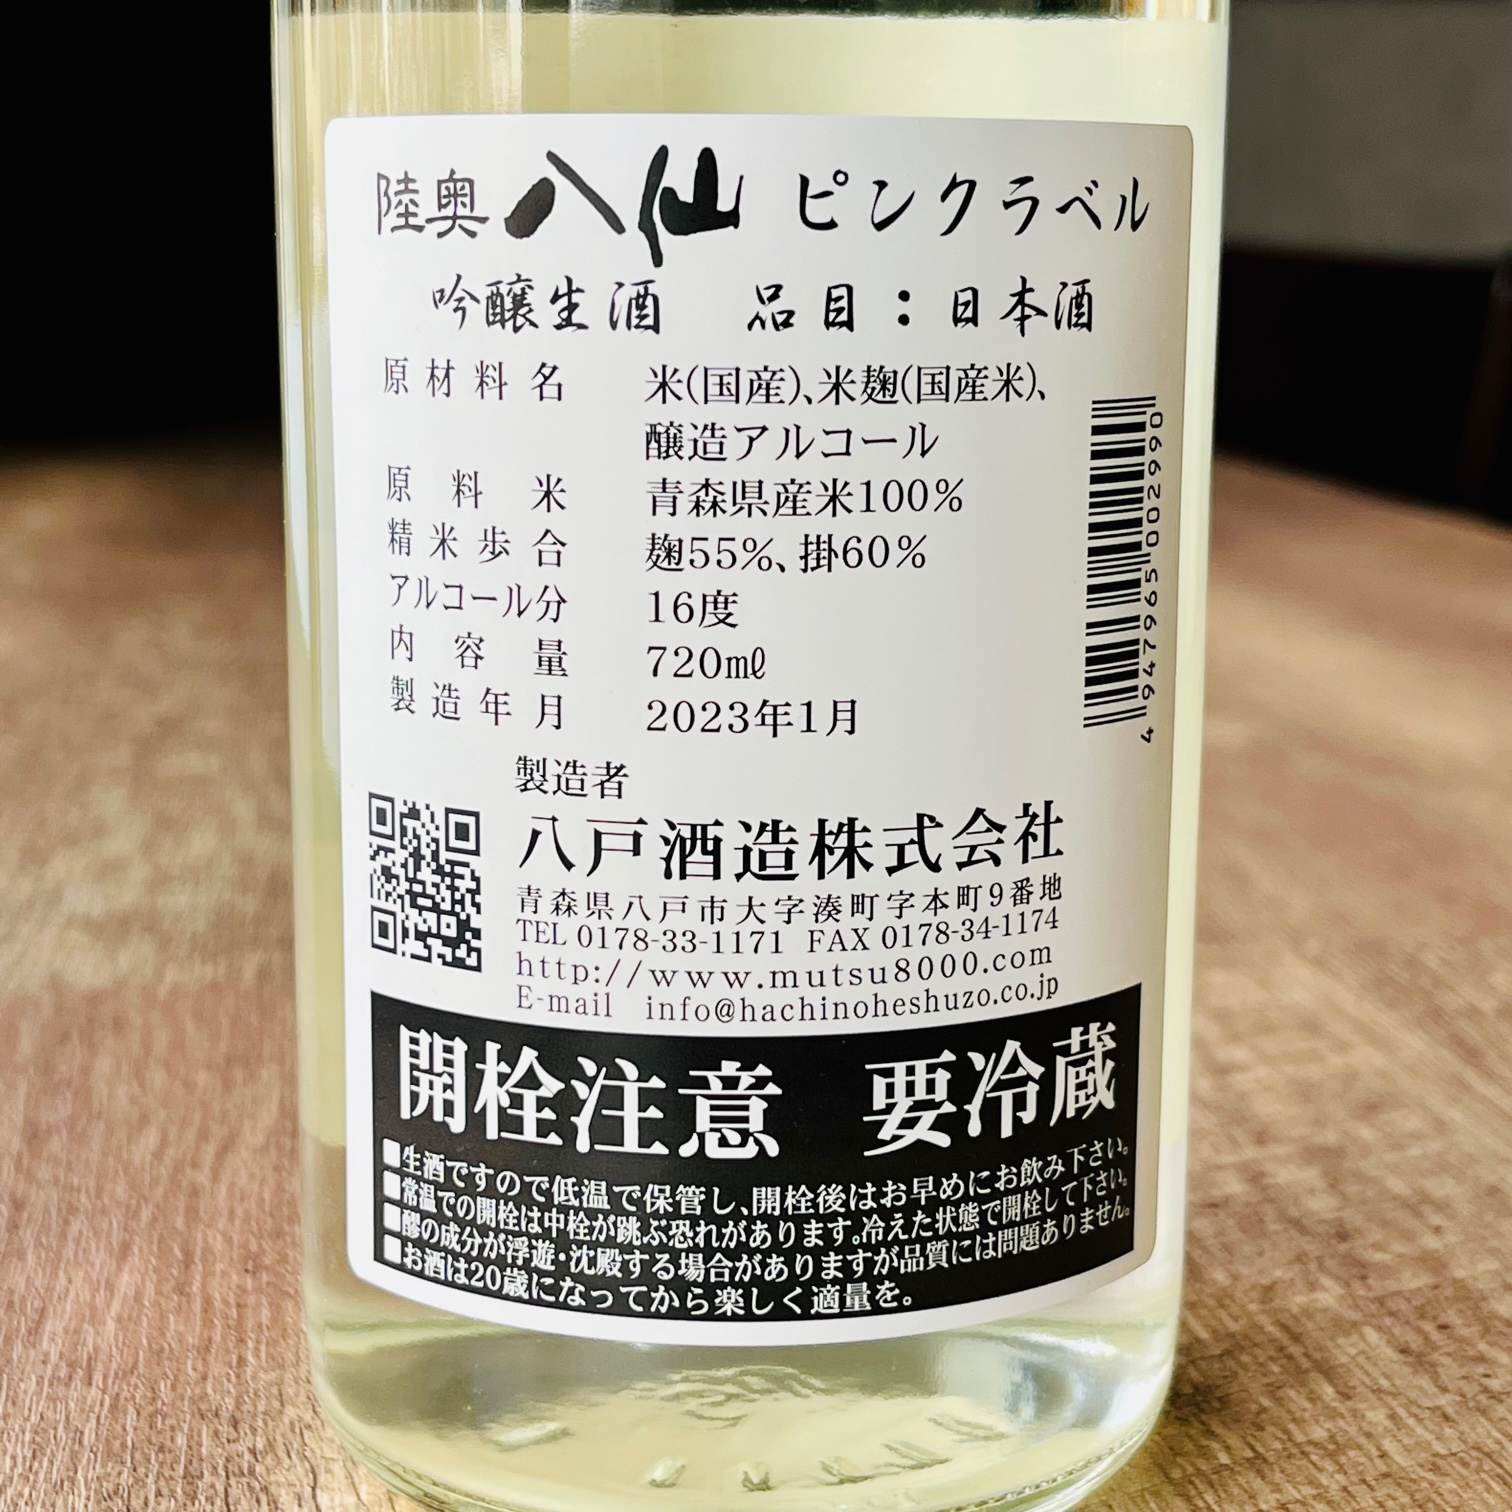 陸奥 八仙 ピンクラベル
吟醸生酒 品目：日本酒
原材料名 米(国産)、米麹(国産米)、
醸造アルコール
原料米 青森県産米100%
精米歩合 麹55%、掛60%
アルコール分 16度
内容量 720㎖
製造年月 2023年1月
4947965002990
製造者
八戸酒造株式会社
青森県八戸市大字湊町字本町9番地
TEL 0178-33-1171 FAX 0178-34-1174
http://www.mutsu8000.com
E-mail info@hachinoheshuzo.co.jp
開栓注意 要冷蔵
■生酒ですので低温で保管し、開栓後はお早めにお飲み下さい。
■常温での開栓は中栓が跳ぶ恐れがあります。冷えた状態で開栓して下さい。
■醪の成分が浮遊・沈殿する場合がありますが品質には問題ありません。
■お酒は20歳になってから楽しく適量を。